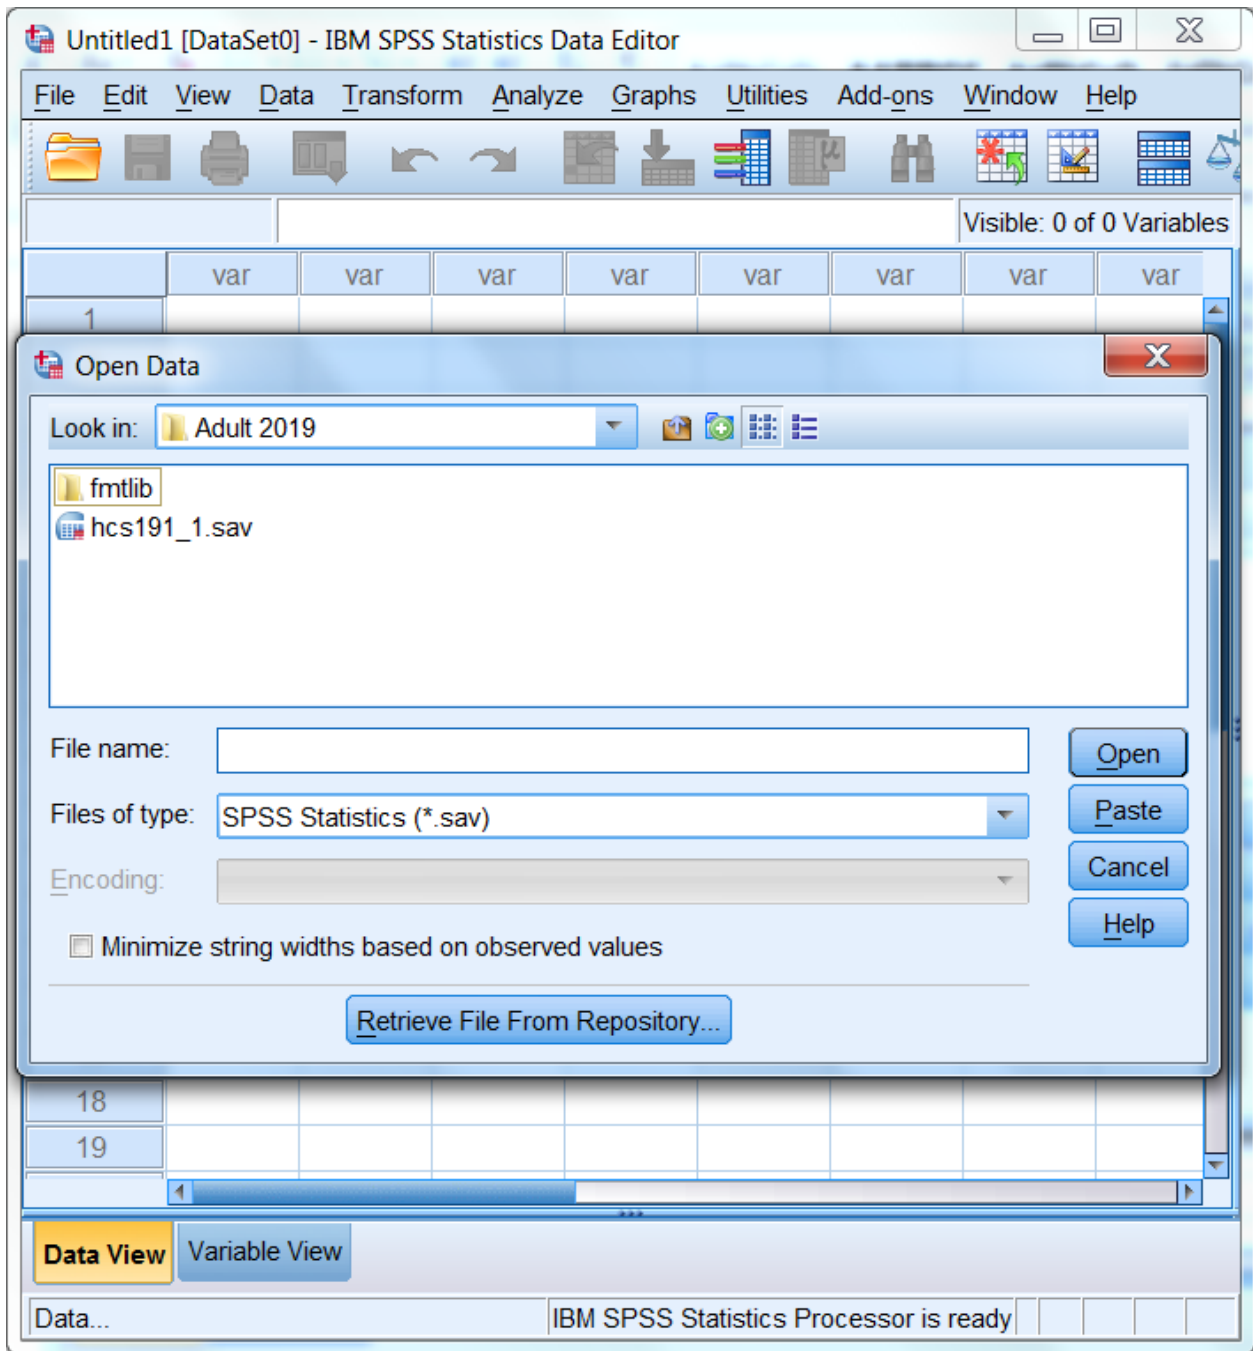 Untitled1 [DataSet0] - IBM SPSS Statistics Data Editor
File Edit View Data Transform Analyze Graphs Utilities Add-ons Window Help
Visible: 0 of 0 Variables
var var var var var var var var
1
Open Data
Look in: Adult 2019
fmtlib
hcs191_1.sav
File name: Open
Files of type: SPSS Statistics (*.sav) Paste
Encoding: Cancel
Minimize string widths based on observed values Help
Retrieve File From Repository...
18
19
Data View Variable View
Data... IBM SPSS Statistics Processor is ready